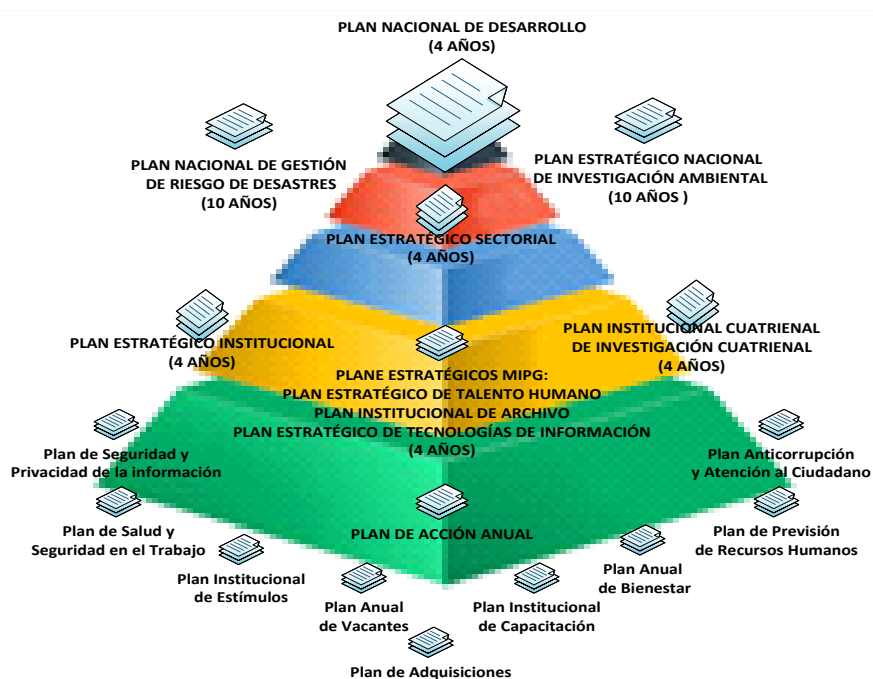 PLAN NACIONAL DE DESARROLLO
(4 AÑOS)
PLAN NACIONAL DE GESTIÓN
DE RIESGO DE DESASTRES
(10 AÑOS)
PLAN ESTRATÉGICO NACIONAL
DE INVESTIGACIÓN AMBIENTAL
(10 AÑOS )
PLAN ESTRATÉGICO SECTORIAL
(4 AÑOS)
PLAN ESTRATÉGICO INSTITUCIONAL
(4 AÑOS)
PLAN INSTITUCIONAL CUATRIENAL
DE INVESTIGACIÓN CUATRIENAL
(4 AÑOS)
PLANE ESTRATÉGICOS MIPG:
PLAN ESTRATÉGICO DE TALENTO HUMANO
PLAN INSTITUCIONAL DE ARCHIVO
PLAN ESTRATÉGICO DE TECNOLOGÍAS DE INFORMACIÓN
(4 AÑOS)
Plan de Seguridad y
Privacidad de la información
Plan Anticorrupción
y Atención al Ciudadano
Plan de Salud y
Seguridad en el Trabajo
PLAN DE ACCIÓN ANUAL
Plan de Previsión
de Recursos Humanos
Plan Institucional
de Estímulos
Plan Anual
de Bienestar
Plan Anual
de Vacantes
Plan Institucional
de Capacitación
Plan de Adquisiciones